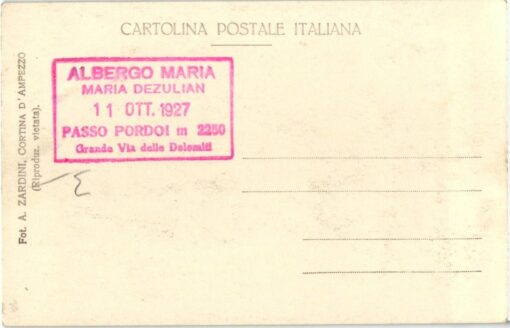 CARTOLINA POSTALE ITALIANA
ALBERGO MARIA
MARIA DEZULIAN
11 OTT. 1927
PASSO PORDOI m 2250
Grande Via delle Dolomiti
Fot. A. ZARDINI, CORTINA D'AMPEZZO
(Riproduz. vietata).